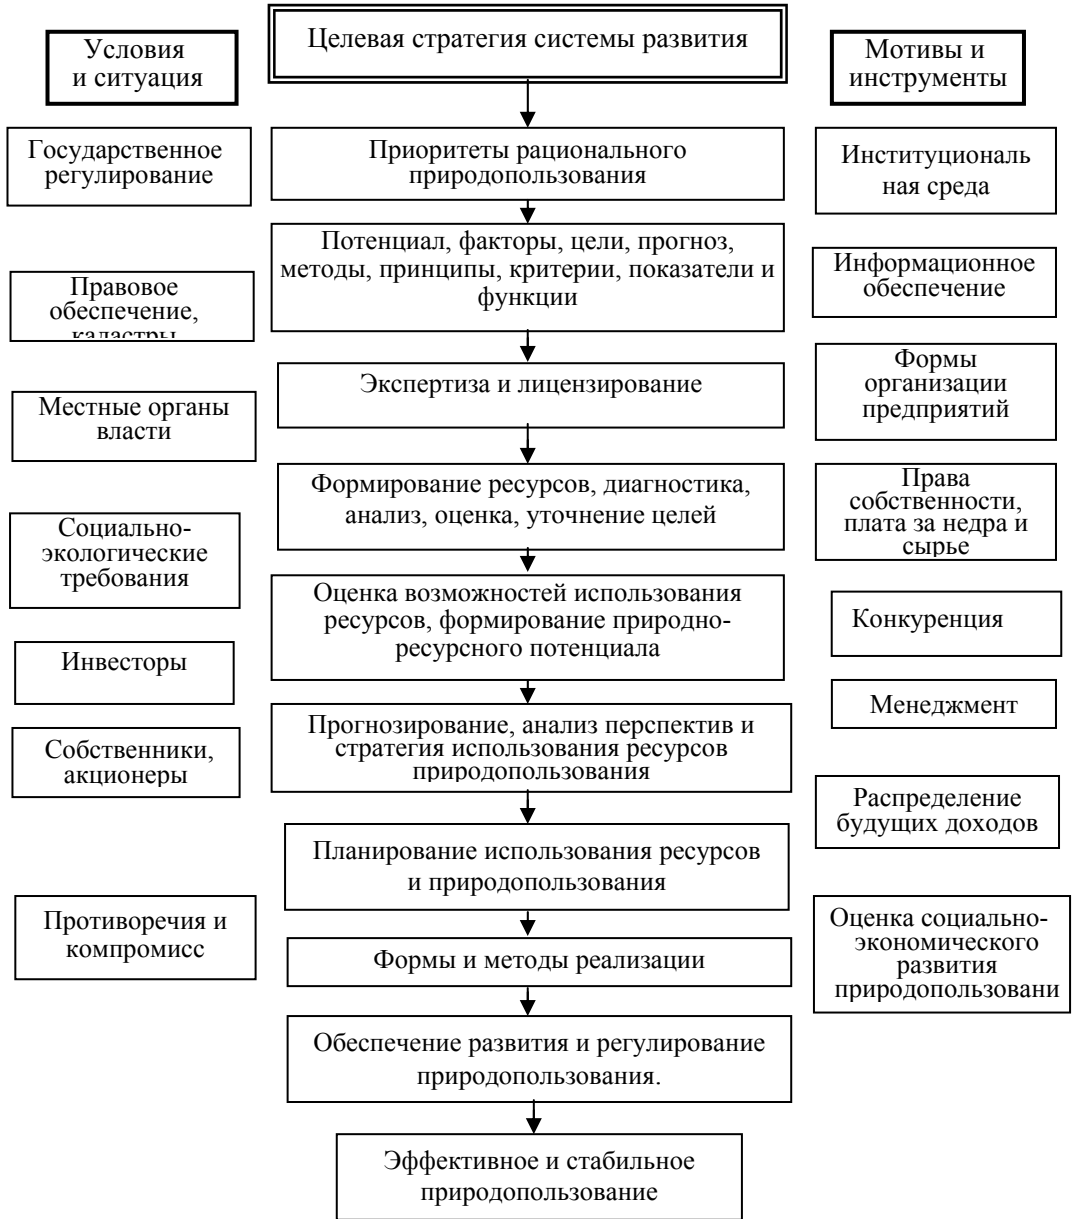 Условия
и ситуация
Государственное
регулирование
Правовое
обеспечение,
кадастры
Местные органы
власти
Социально-
экологические
требования
Инвесторы
Собственники,
акционеры
Противоречия и
компромисс
Целевая стратегия системы развития
Приоритеты рационального
природопользования
Потенциал, факторы, цели, прогноз,
методы, принципы, критерии, показатели и
функции
Экспертиза и лицензирование
Формирование ресурсов, диагностика,
анализ, оценка, уточнение целей
Оценка возможностей использования
ресурсов, формирование природно-
ресурсного потенциала
Прогнозирование, анализ перспектив и
стратегия использования ресурсов
природопользования
Планирование использования ресурсов
и природопользования
Формы и методы реализации
Обеспечение развития и регулирование
природопользования.
Эффективное и стабильное
природопользование
Мотивы и
инструменты
Институциональ
ная среда
Информационное
обеспечение
Формы
организации
предприятий
Права
собственности,
плата за недра и
сырье
Конкуренция
Менеджмент
Распределение
будущих доходов
Оценка социально-
экономического
развития
природопользовани